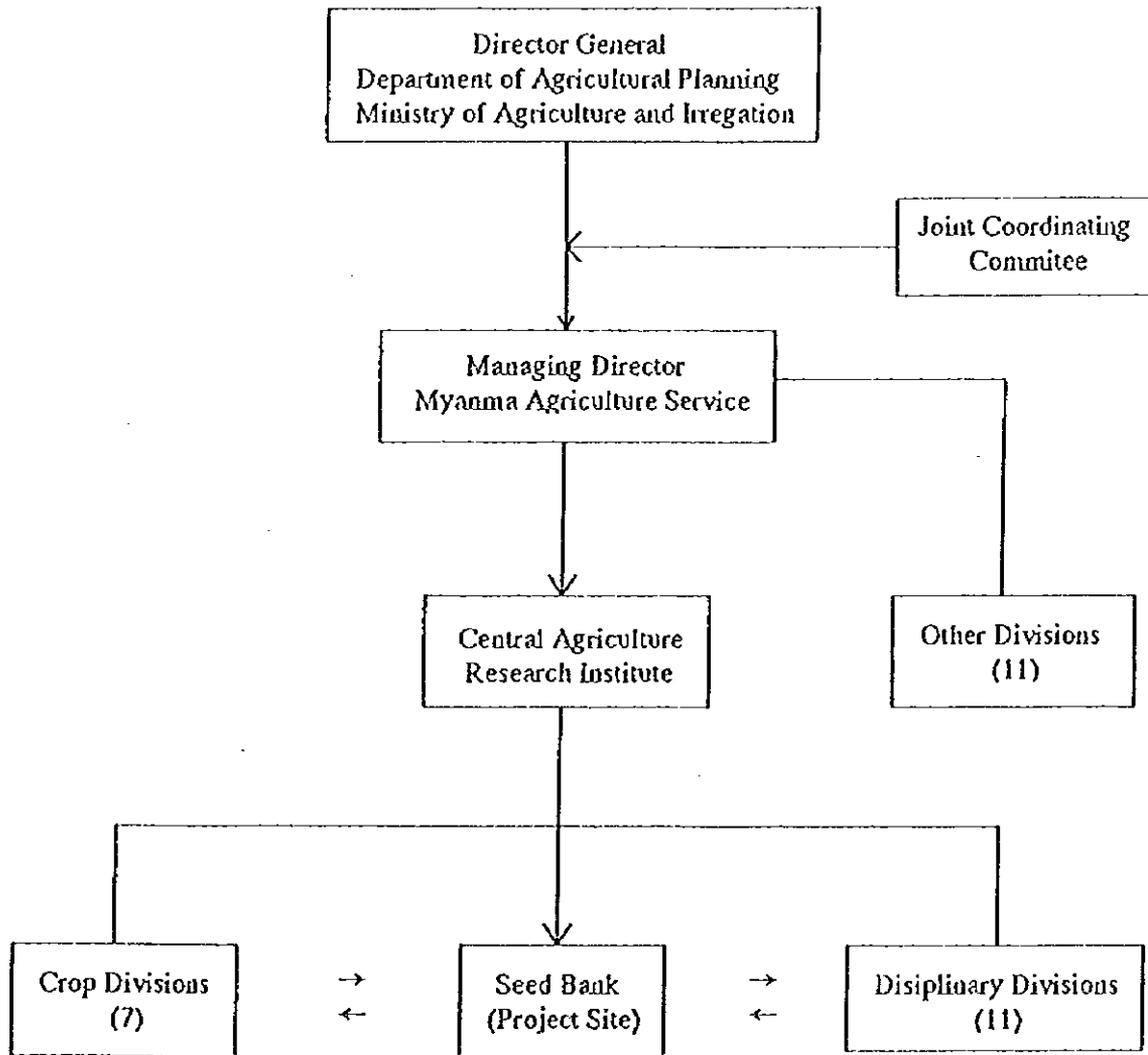 Director General
Department of Agricultural Planning
Ministry of Agriculture and Irregation
Joint Coordinating
Commitee
Managing Director
Myanma Agriculture Service
Central Agriculture
Research Institute
Other Divisions
(11)
Crop Divisions
(7)
→
←
Seed Bank
(Project Site)
→
←
Disiplinary Divisions
(11)